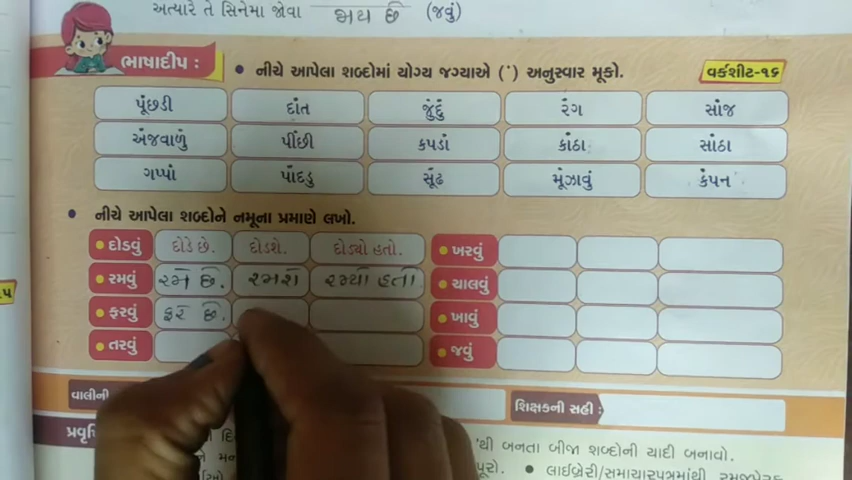 અત્યારે તે સિનેમા જોવા જાય છે (જવું)
ભાષાદીપ :
• નીચે આપેલા શબ્દોમાં યોગ્ય જગ્યાએ (ં) અનુસ્વાર મૂકો.
વર્કશીટ-૧૬
પૂંછડી દાંત જુંદું રંગ સાંજ
અંજવાળું પીંછી કપડાં કાંઠા સાંઠા
ગપ્પાં પાંદડુ સૂંઢ મૂંઝાવું કંપન
• નીચે આપેલા શબ્દોને નમૂના પ્રમાણે લખો.
• દોડવું દોડે છે. દોડશે. દોડ્યો હતો. • ખરવું
• રમવું રમે છે. રમશે રમ્યો હતો • ચાલવું
• ફરવું ફરે છે. • ખાવું
• તરવું • જવું
વાલીની
શિક્ષકની સહી :
પ્રવૃત્તિ
'થી બનતા બીજા શબ્દોની યાદી બનાવો.
પૂરો. • લાઈબ્રેરી/સમાચારપત્રમાંથી